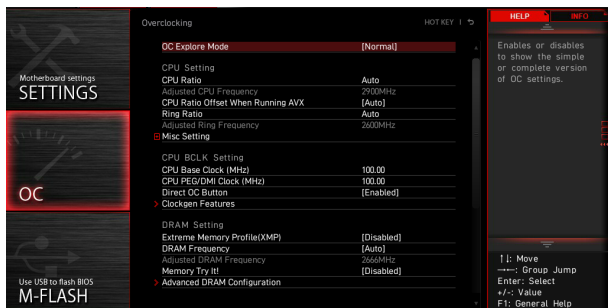 Overclocking
HOT KEY |
HELP
INFO
Motherboard settings
SETTINGS
OC
Use USB to flash BIOS
M-FLASH
OC Explore Mode [Normal]
CPU Setting
CPU Ratio Auto
Adjusted CPU Frequency 2900MHz
CPU Ratio Offset When Running AVX [Auto]
Ring Ratio Auto
Adjusted Ring Frequency 2600MHz
Misc Setting
CPU BCLK Setting
CPU Base Clock (MHz) 100.00
CPU PEG/DMI Clock (MHz) 100.00
Direct OC Button [Enabled]
Clockgen Features
DRAM Setting
Extreme Memory Profile(XMP) [Disabled]
DRAM Frequency [Auto]
Adjusted DRAM Frequency 2666MHz
Memory Try It! [Disabled]
Advanced DRAM Configuration
Enables or disables
to show the simple
or complete version
of OC settings.
↑↓: Move
→←: Group Jump
Enter: Select
+/-: Value
F1: General Help